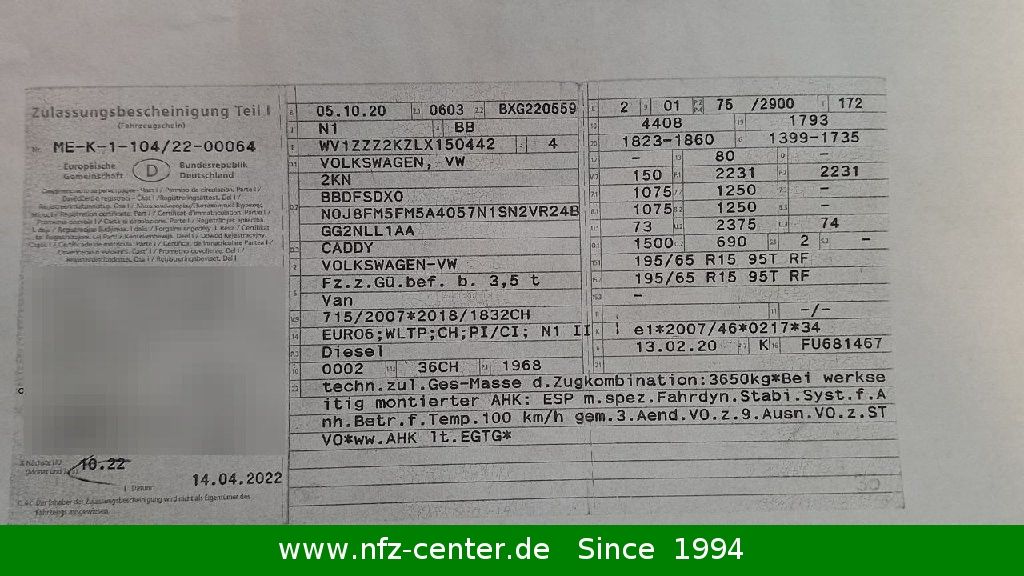 Zulassungsbescheinigung Teil I
(Fahrzeugschein)
Nr. ME-K-1-104/22-00064
Europäische Gemeinschaft D Bundesrepublik Deutschland
10.22
14.04.2022
05.10.20 0603 BXG220659
N1 BB
WV1ZZZ2KZLX150442 4
VOLKSWAGEN, VW
2KN
BBDFSDX0
N0J8FM5FM5A4057N1SN2VR24B
GG2NLL1AA
CADDY
VOLKSWAGEN-VW
Fz.z.Gü.bef. b. 3,5 t
Van
715/2007*2018/1832CH
EURO6;WLTP;CH;PI/CI; N1 II
Diesel
0002 36CH 1968
2 01 75 /2900 172
4408 1793
1823-1860 1399-1735
- 80 -
150 2231 2231
1075 1250 -
1075 1250 -
73 2375 74
1500 690 2 -
195/65 R15 95T RF
195/65 R15 95T RF
-
-/-
e1*2007/46*0217*34
13.02.20 K FU681467
techn.zul.Ges-Masse d.Zugkombination:3650kg*Bei werkse
itig montierter AHK: ESP m.spez.Fahrdyn.Stabi.Syst.f.A
nh.Betr.f.Temp.100 km/h gem.3.Aend.VO.z.9.Ausn.VO.z.ST
VO*ww.AHK lt.EGTG*
www.nfz-center.de Since 1994